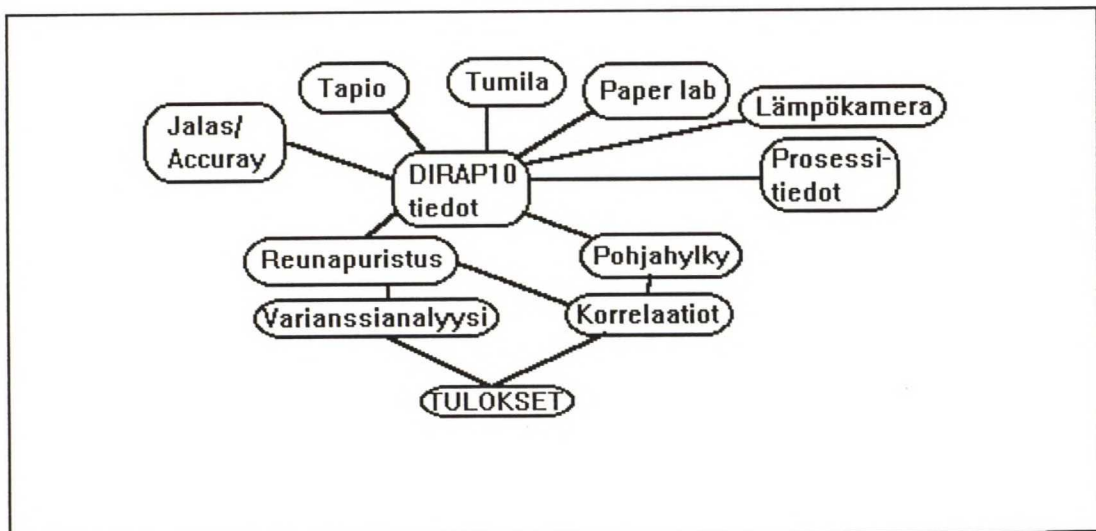 Tapio
Tumila
Paper lab
Lämpökamera
Jalas/
Accuray
DIRAP10
tiedot
Prosessi-
tiedot
Reunapuristus
Pohjahylky
Varianssianalyysi
Korrelaatiot
TULOKSET